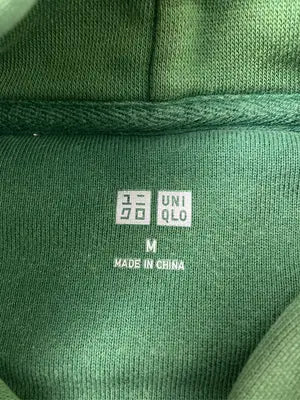 ユニ UNI
クロ QLO
M
MADE IN CHINA